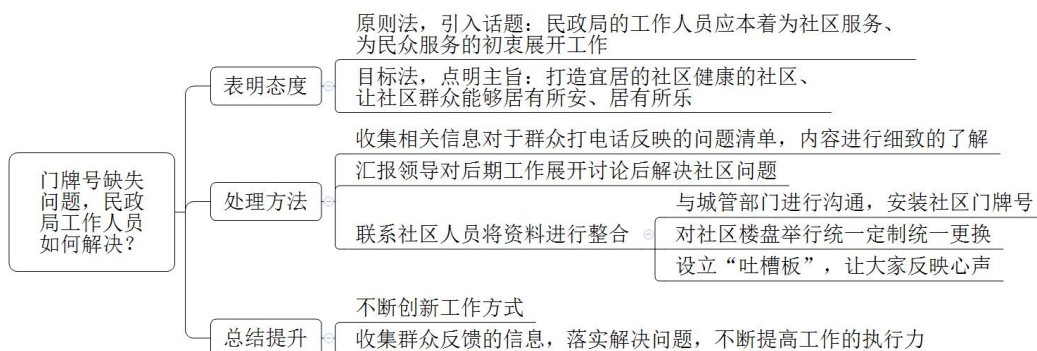 门牌号缺失
问题，民政
局工作人员
如何解决？
表明态度
原则法，引入话题：民政局的工作人员应本着为社区服务、
为民众服务的初衷展开工作
目标法，点明主旨：打造宜居的社区健康的社区、
让社区群众能够居有所安、居有所乐
处理方法
收集相关信息对于群众打电话反映的问题清单，内容进行细致的了解
汇报领导对后期工作展开讨论后解决社区问题
联系社区人员将资料进行整合
与城管部门进行沟通，安装社区门牌号
对社区楼盘举行统一定制统一更换
设立“吐槽板”，让大家反映心声
总结提升
不断创新工作方式
收集群众反馈的信息，落实解决问题，不断提高工作的执行力